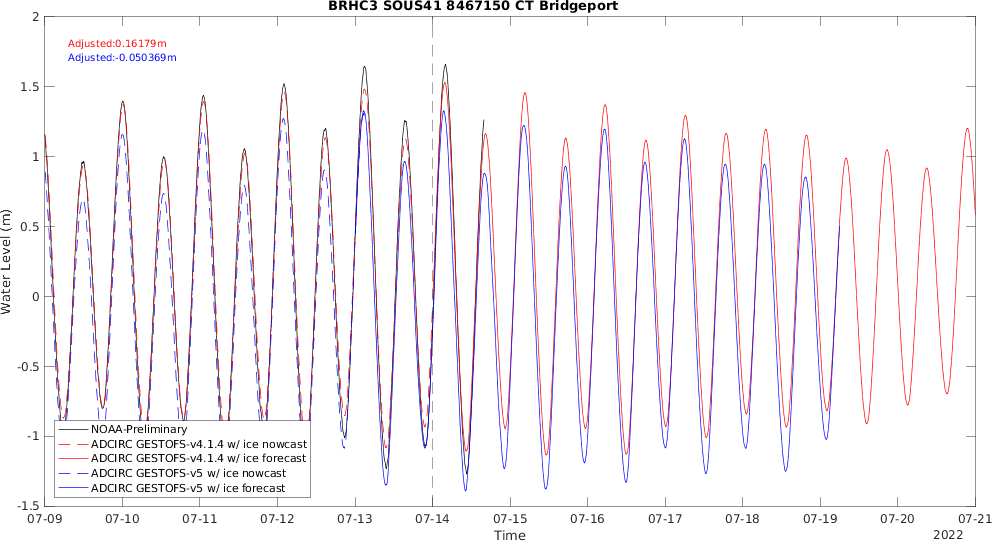 BRHC3 SOUS41 8467150 CT Bridgeport
Adjusted:0.16179m
Adjusted:-0.050369m
Water Level (m)
2
1.5
1
0.5
0
-0.5
-1
-1.5
NOAA-Preliminary
ADCIRC GESTOFS-v4.1.4 w/ ice nowcast
ADCIRC GESTOFS-v4.1.4 w/ ice forecast
ADCIRC GESTOFS-v5 w/ ice nowcast
ADCIRC GESTOFS-v5 w/ ice forecast
07-09 07-10 07-11 07-12 07-13 07-14 07-15 07-16 07-17 07-18 07-19 07-20 07-21
Time
2022